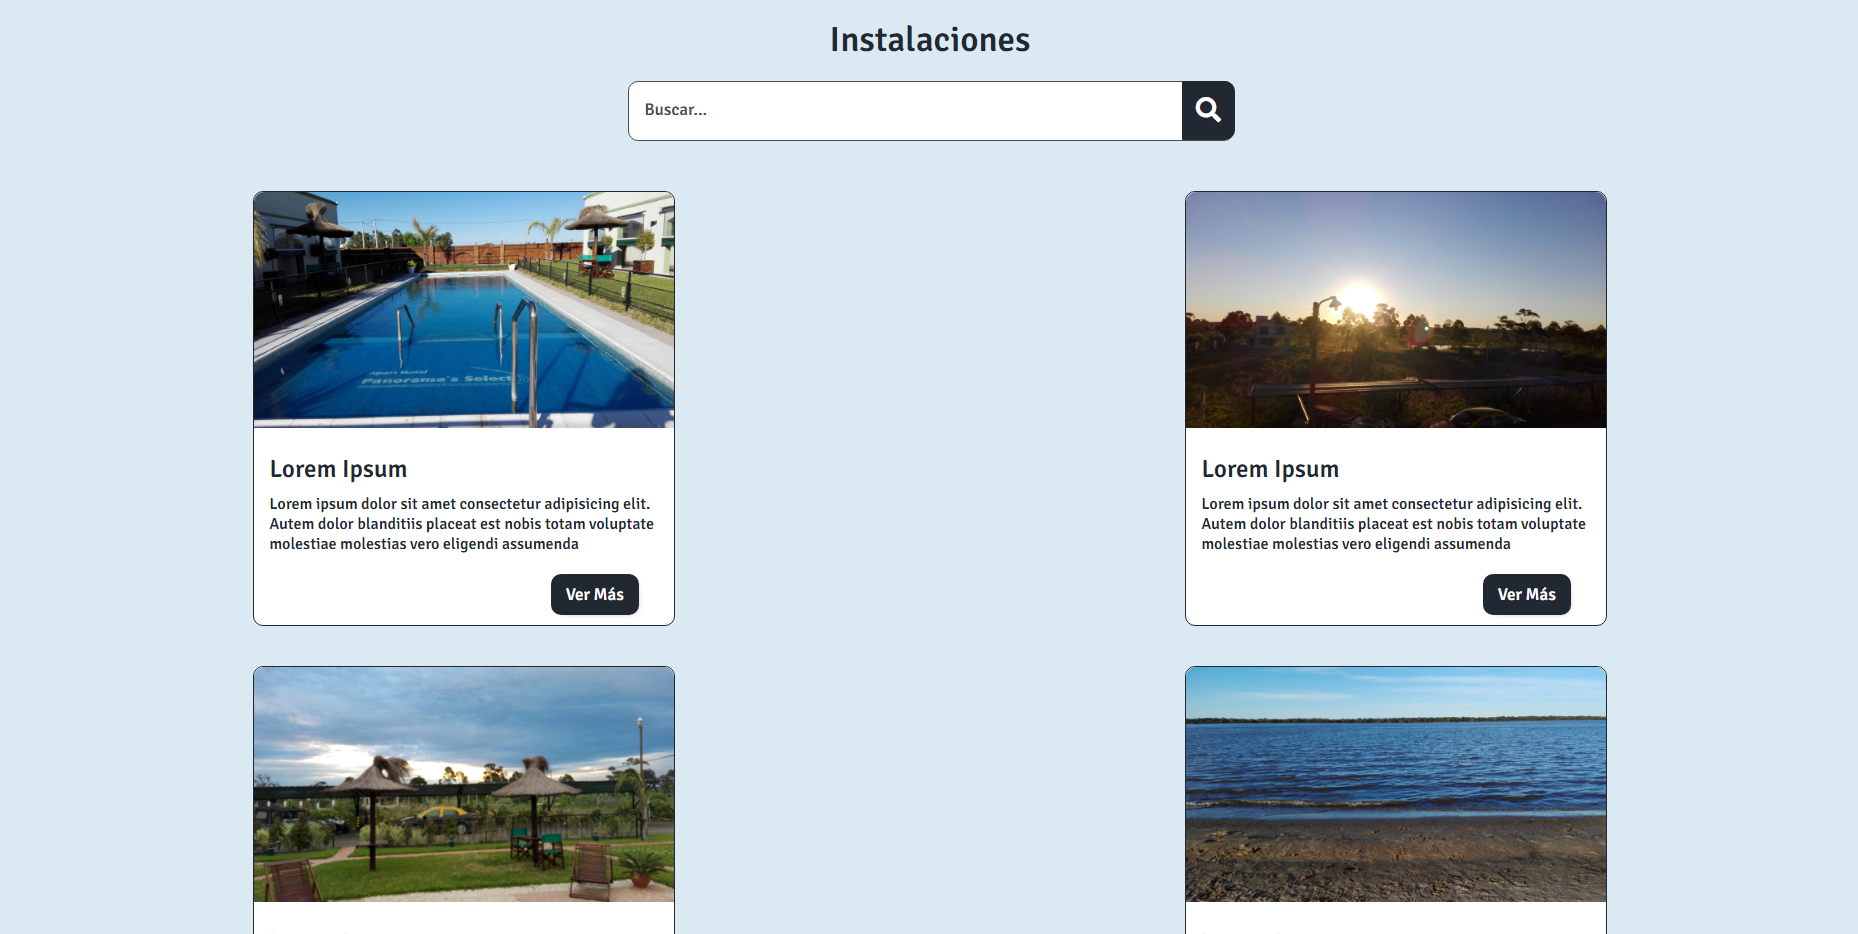 Instalaciones
Buscar...
Apart Hotel
Panorama's Select
Lorem Ipsum
Lorem ipsum dolor sit amet consectetur adipisicing elit.
Autem dolor blanditiis placeat est nobis totam voluptate
molestiae molestias vero eligendi assumenda
Ver Más
Lorem Ipsum
Lorem ipsum dolor sit amet consectetur adipisicing elit.
Autem dolor blanditiis placeat est nobis totam voluptate
molestiae molestias vero eligendi assumenda
Ver Más